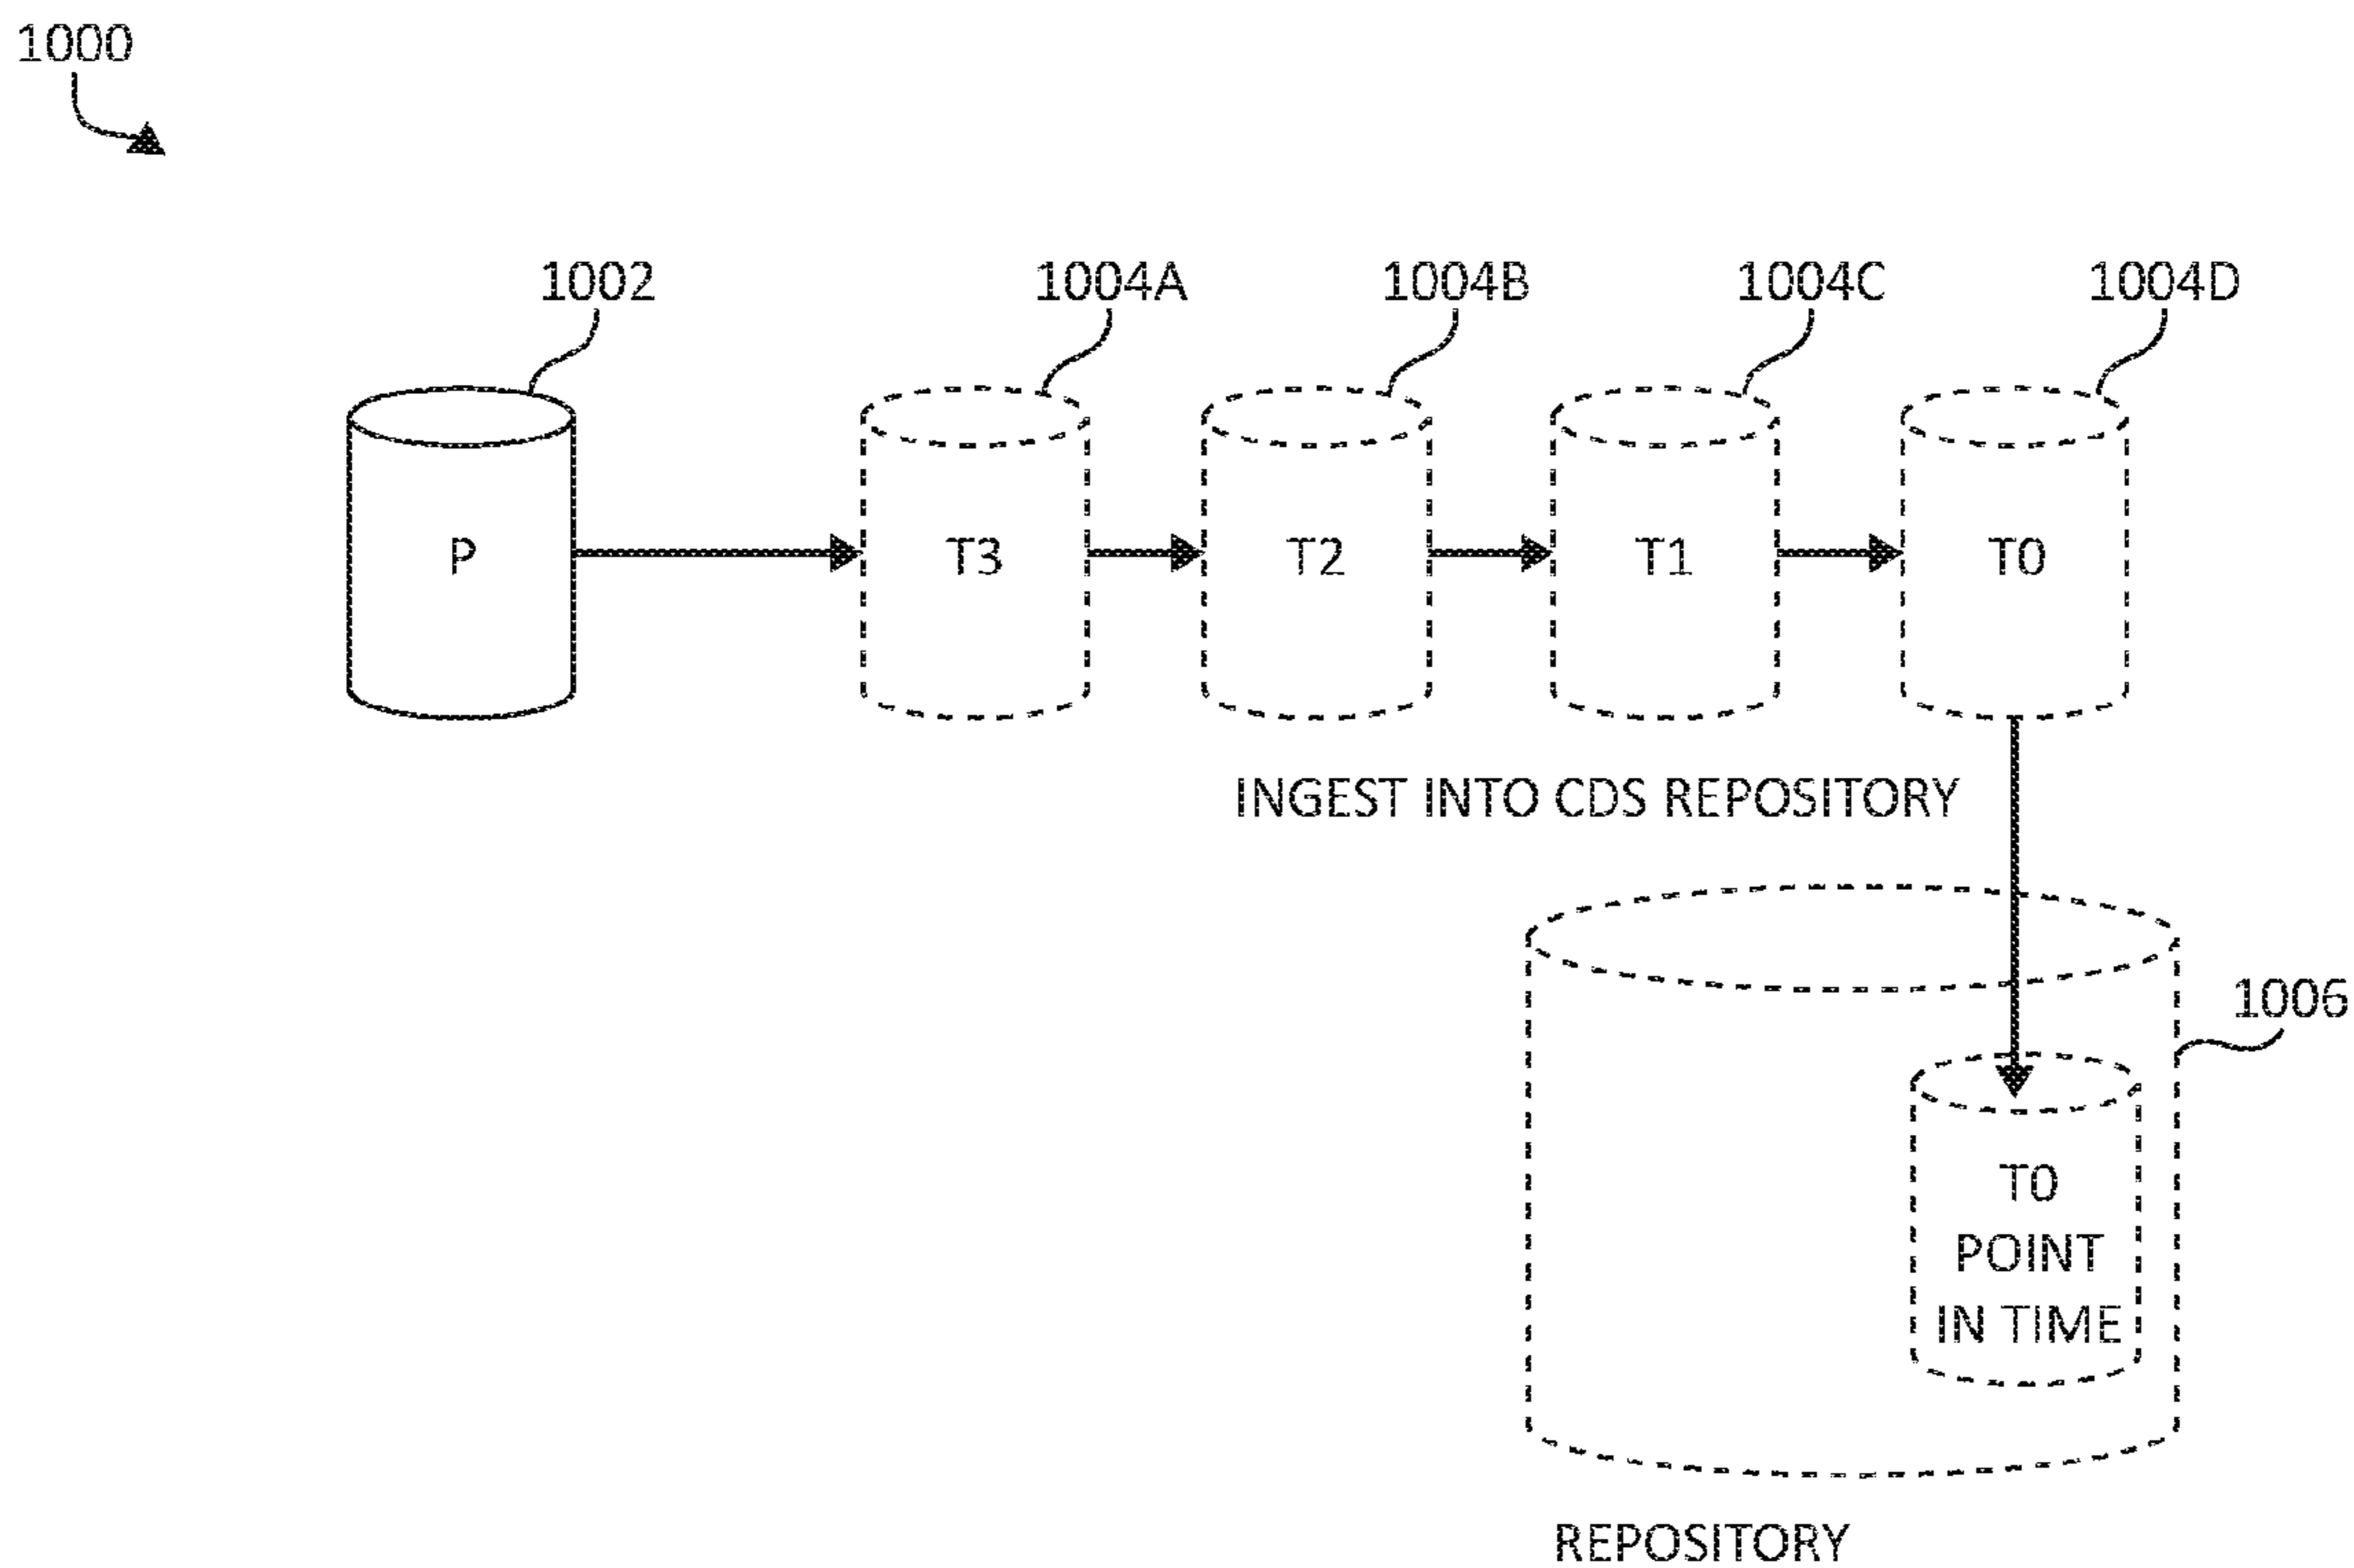 1000
1002
1004A
1004B
1004C
1004D
P
T3
T2
T1
T0
INGEST INTO CDS REPOSITORY
1006
T0
POINT
IN TIME
REPOSITORY